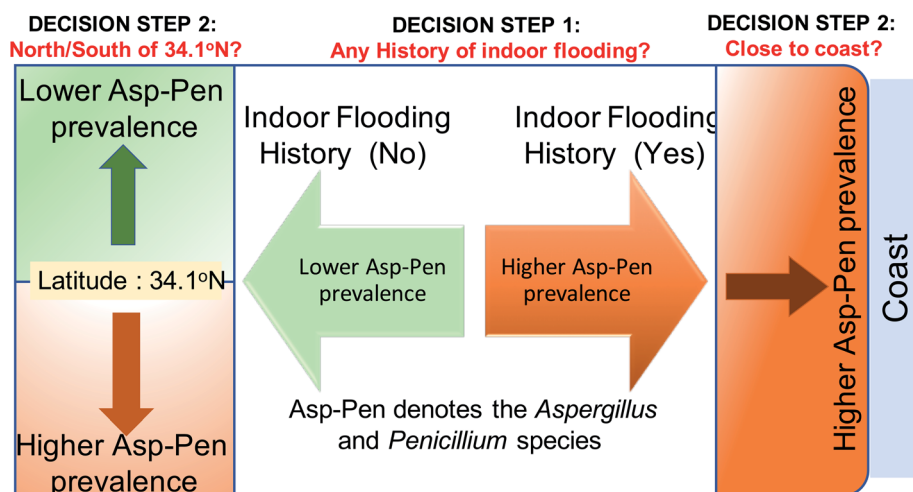 DECISION STEP 2:
North/South of 34.1°N?
Lower Asp-Pen
prevalence
Latitude : 34.1°N
Higher Asp-Pen
prevalence
DECISION STEP 1:
Any History of indoor flooding?
Indoor Flooding
History (No)
Indoor Flooding
History (Yes)
Lower Asp-Pen
prevalence
Higher Asp-Pen
prevalence
Asp-Pen denotes the Aspergillus
and Penicillium species
DECISION STEP 2:
Close to coast?
Higher Asp-Pen prevalence
Coast